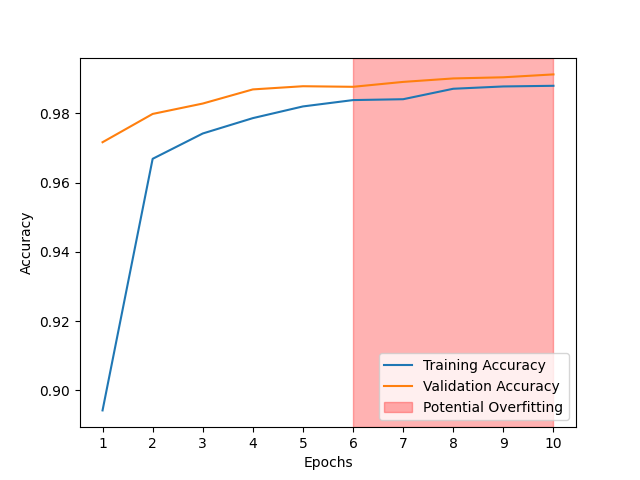 0.98
0.96
0.94
0.92
0.90
Accuracy
1 2 3 4 5 6 7 8 9 10
Epochs
Training Accuracy
Validation Accuracy
Potential Overfitting